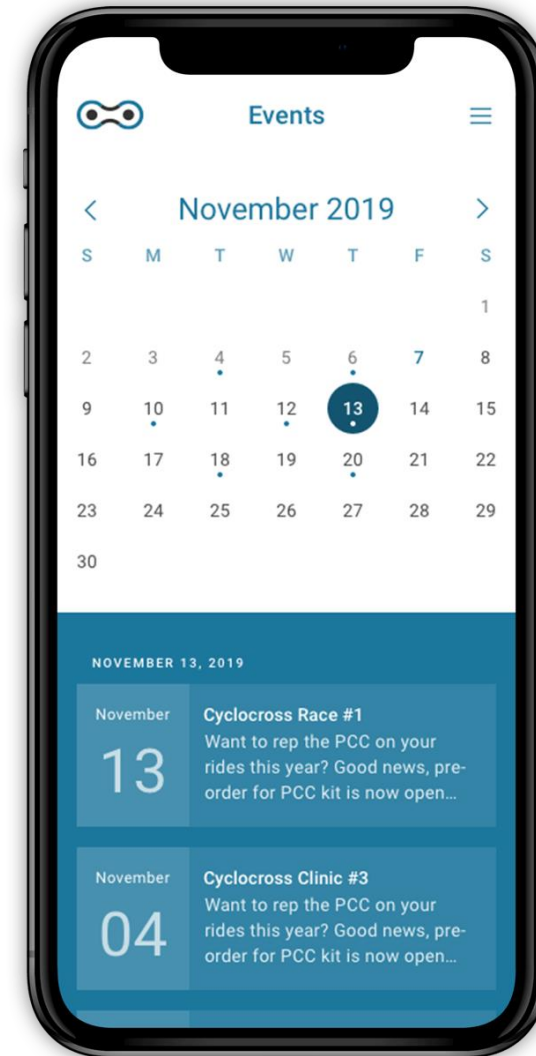 Events
November 2019
S M T W T F S
1
2 3 4 5 6 7 8
9 10 11 12 13 14 15
16 17 18 19 20 21 22
23 24 25 26 27 28 29
30
NOVEMBER 13, 2019
November
13
Cyclocross Race #1
Want to rep the PCC on your
rides this year? Good news, pre-
order for PCC kit is now open...
November
04
Cyclocross Clinic #3
Want to rep the PCC on your
rides this year? Good news, pre-
order for PCC kit is now open...